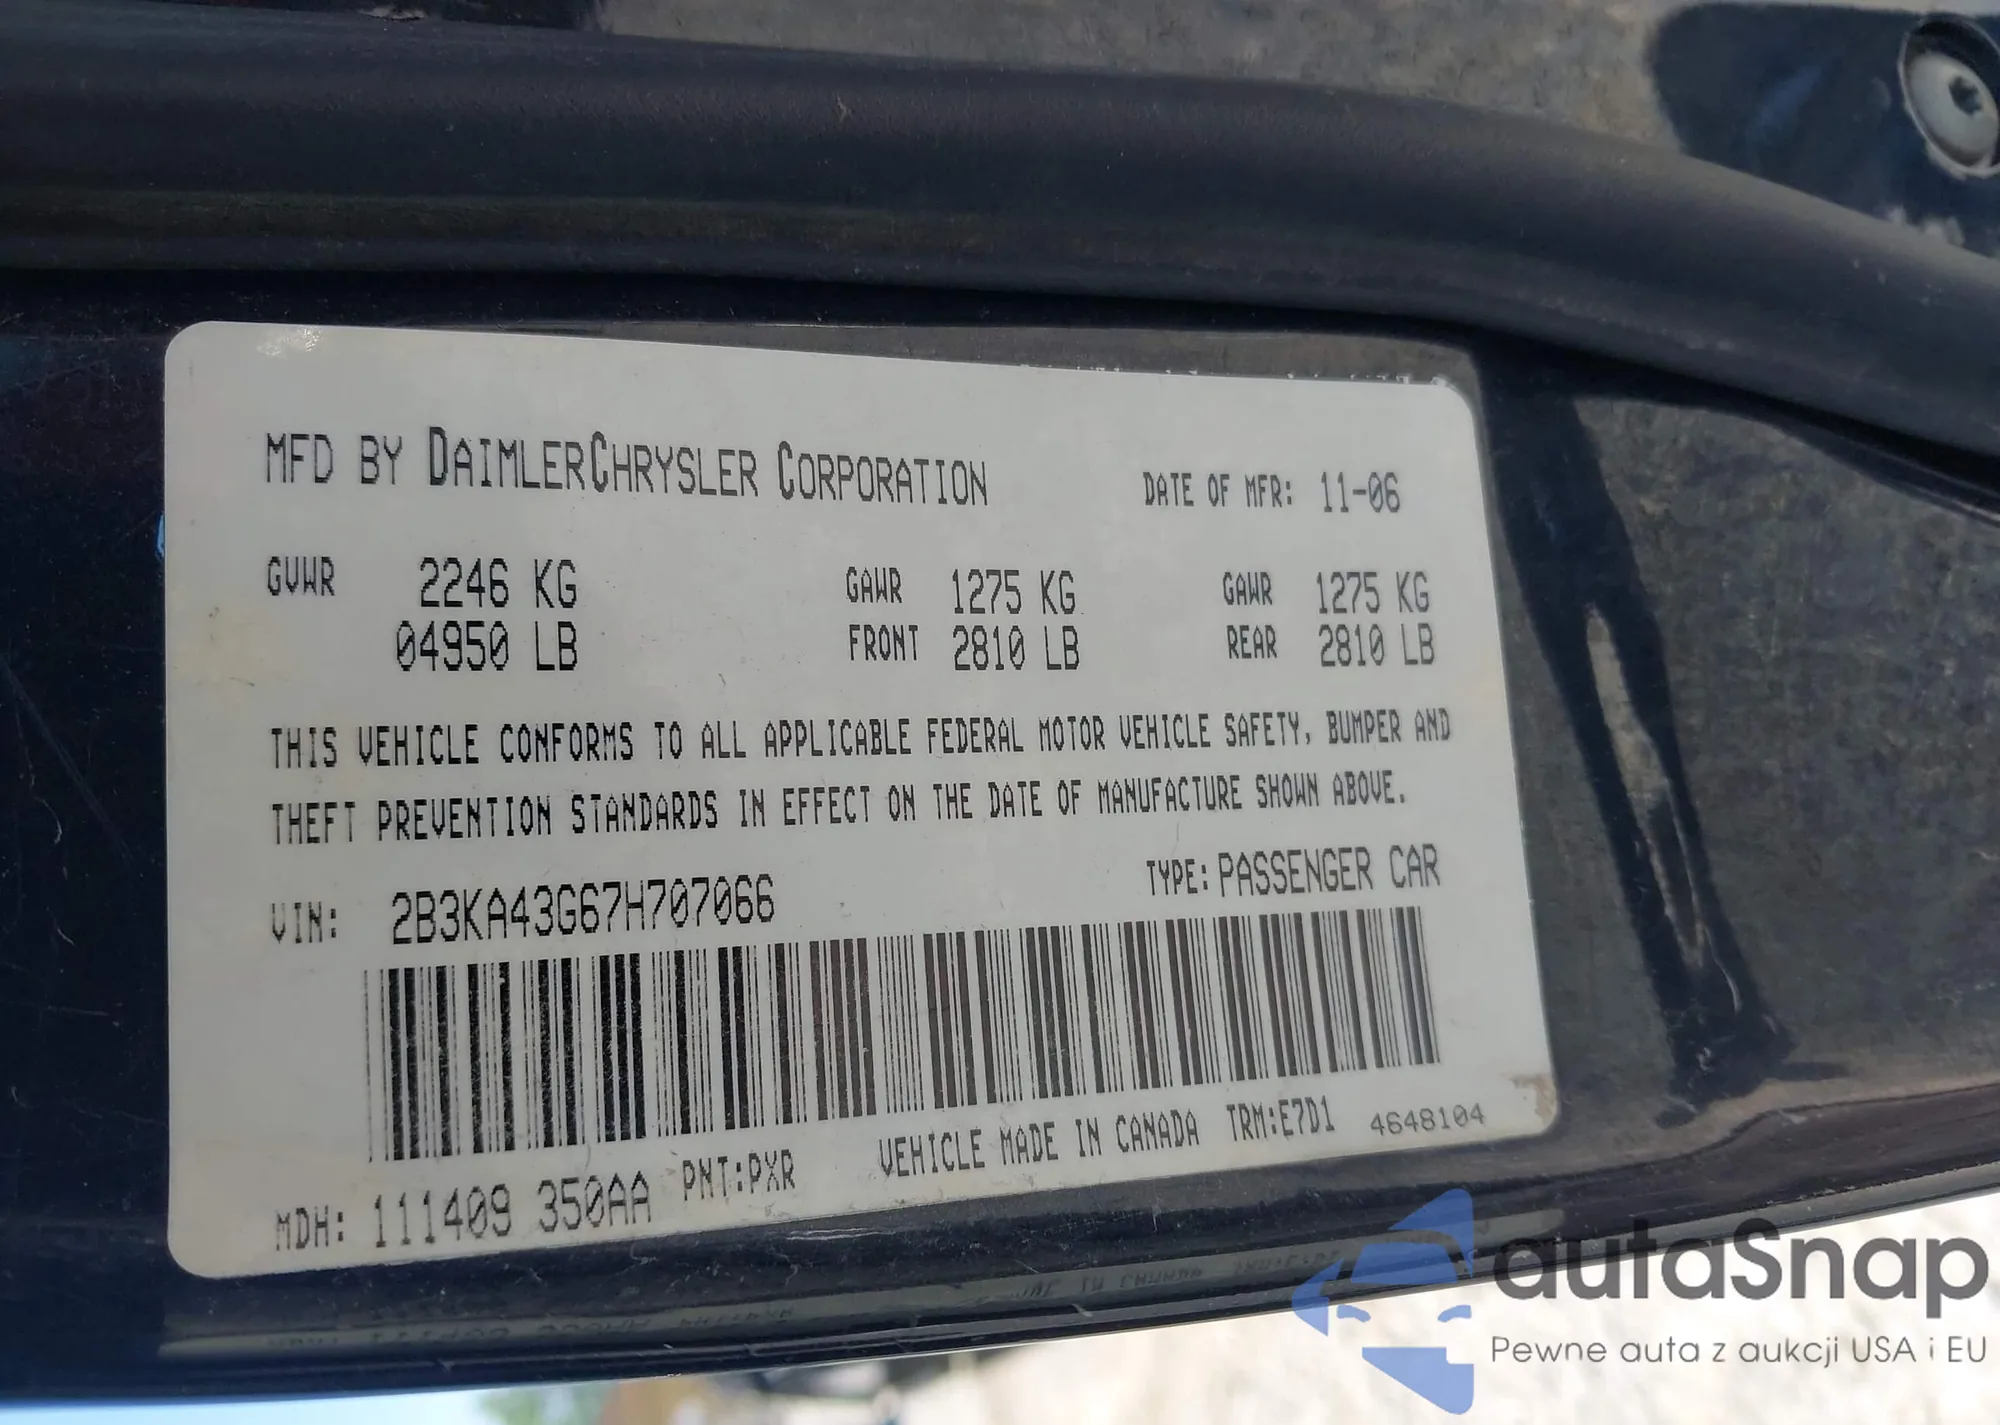 MFD BY DAIMLERCHRYSLER CORPORATION DATE OF MFR: 11-06
GVWR 2246 KG GAWR 1275 KG GAWR 1275 KG
04950 LB FRONT 2810 LB REAR 2810 LB
THIS VEHICLE CONFORMS TO ALL APPLICABLE FEDERAL MOTOR VEHICLE SAFETY, BUMPER AND
THEFT PREVENTION STANDARDS IN EFFECT ON THE DATE OF MANUFACTURE SHOWN ABOVE.
VIN: 2B3KA43G67H707066 TYPE: PASSENGER CAR
MDH: 111409 350AA PNT:PXR VEHICLE MADE IN CANADA TRM:E7D1 4648104
autaSnap
Pewne auta z aukcji USA i EU